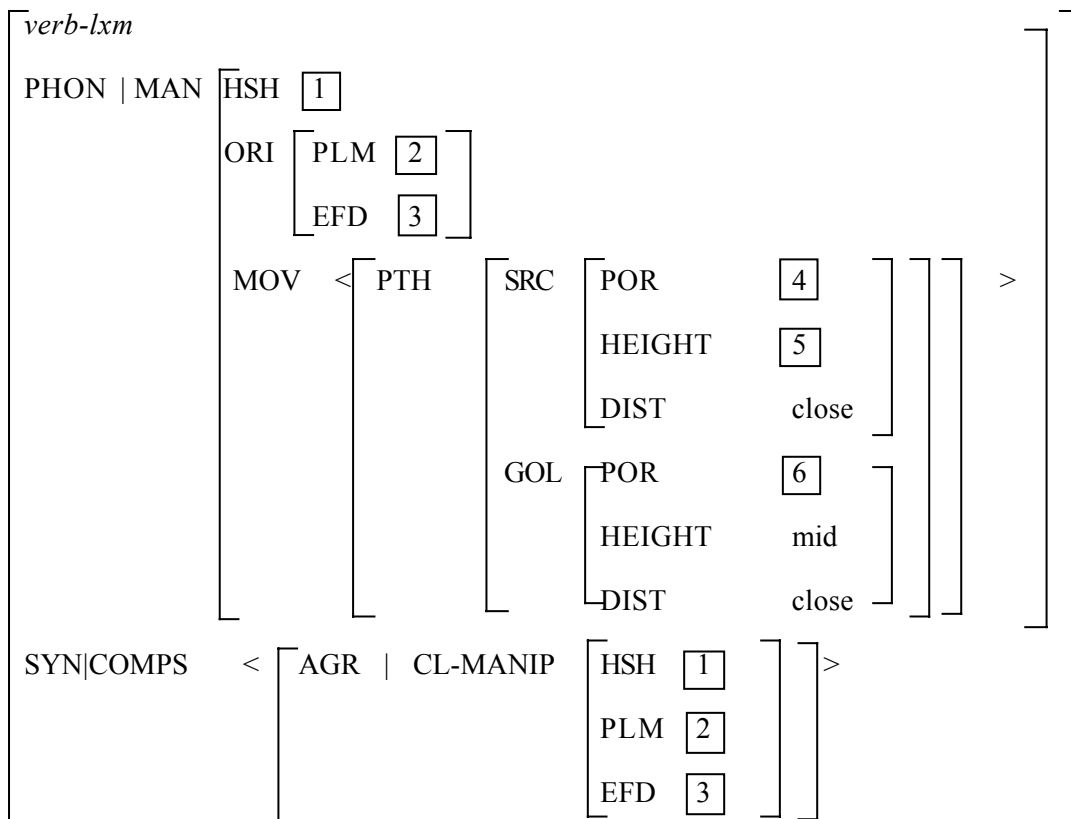 verb-lxm
PHON | MAN HSH 1
ORI PLM 2
EFD 3
MOV < PTH SRC POR 4 >
HEIGHT 5
DIST close
GOL POR 6
HEIGHT mid
DIST close
SYN|COMPS < AGR | CL-MANIP HSH 1 >
PLM 2
EFD 3